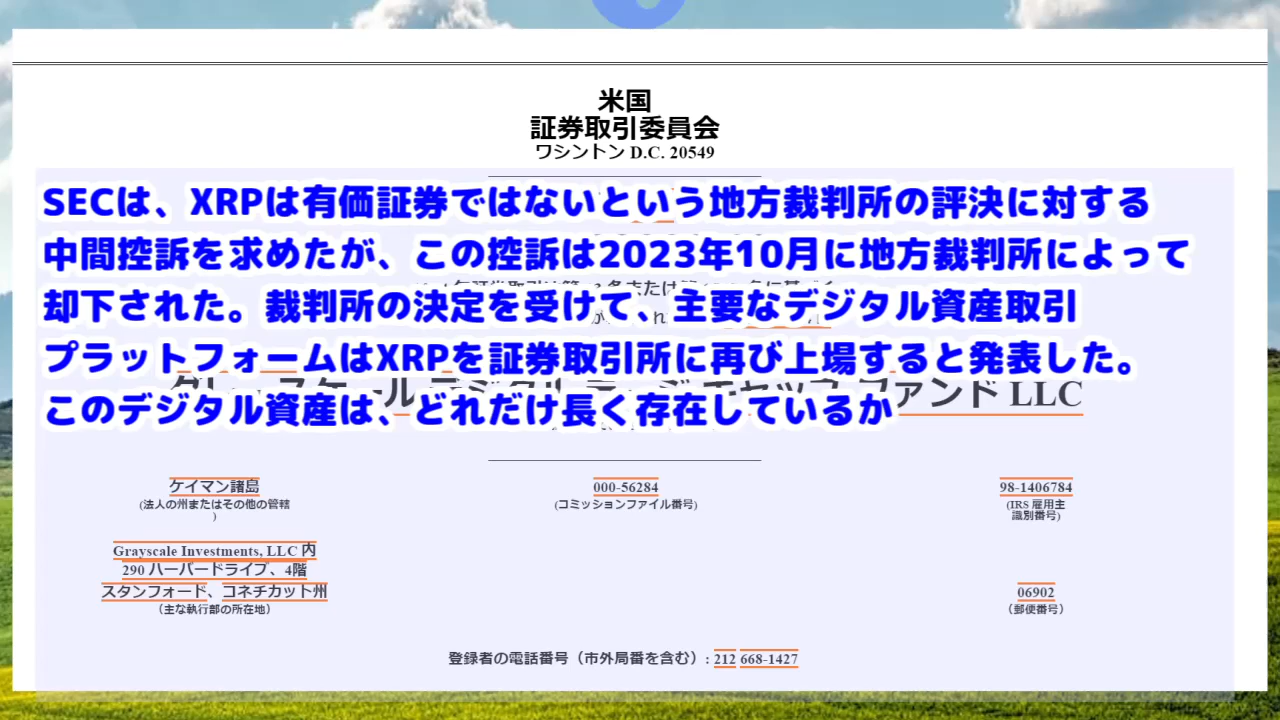 米国
証券取引委員会
ワシントン D.C. 20549
SECは、XRPは有価証券ではないという地方裁判所の評決に対する
中間控訴を求めたが、この控訴は2023年10月に地方裁判所によって
却下された。裁判所の決定を受けて、主要なデジタル資産取引
プラットフォームはXRPを証券取引所に再び上場すると発表した。
このデジタル資産は、どれだけ長く存在しているか
ファンド LLC
ケイマン諸島 000-56284 98-1406784
(法人の州またはその他の管轄 (コミッションファイル番号) (IRS 雇用主
) 識別番号)
Grayscale Investments, LLC 内
290 ハーバードライブ、4階
スタンフォード、コネチカット州 06902
（主な執行部の所在地） （郵便番号）
登録者の電話番号（市外局番を含む）: 212 668-1427